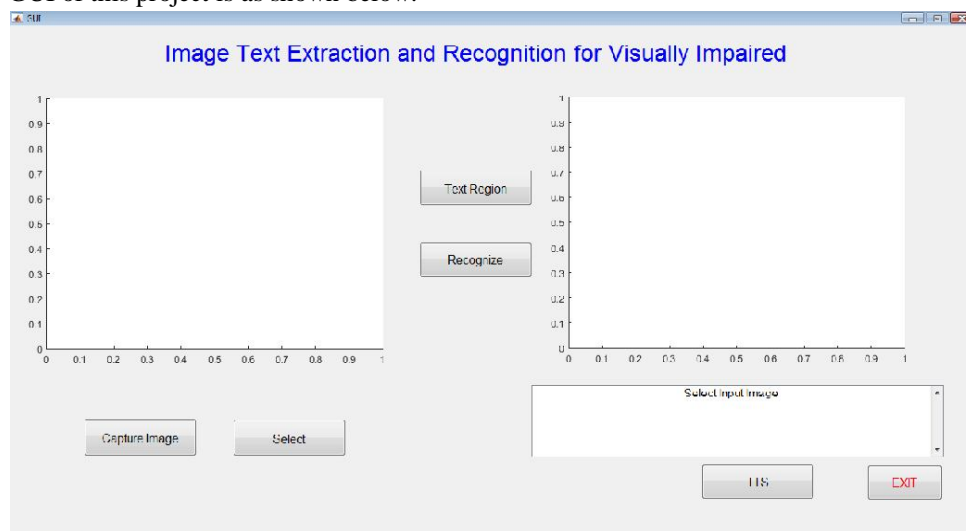 GUI of this project is as shown below.
GUI
Image Text Extraction and Recognition for Visually Impaired
1
0.9
0.8
0.7
0.6
0.5
0.4
0.3
0.2
0.1
0
0 0.1 0.2 0.3 0.4 0.5 0.6 0.7 0.8 0.9 1
Text Region
Recognize
1
0.9
0.8
0.7
0.6
0.5
0.4
0.3
0.2
0.1
0
0 0.1 0.2 0.3 0.4 0.5 0.6 0.7 0.8 0.9 1
Select Input Image
Capture Image Select
TTS EXIT